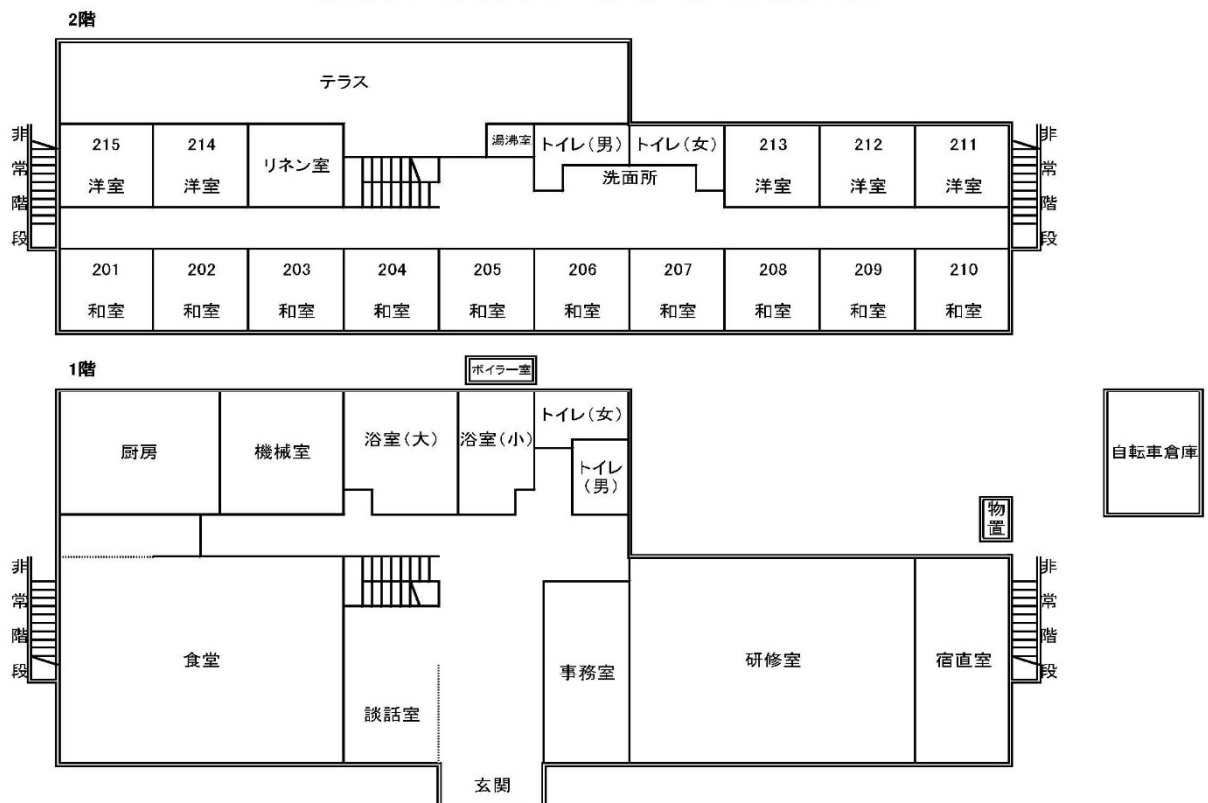 2階
テラス
非常階段
215
洋室
214
洋室
リネン室
湯沸室
トイレ(男)
トイレ(女)
洗面所
213
洋室
212
洋室
211
洋室
非常階段
201
和室
202
和室
203
和室
204
和室
205
和室
206
和室
207
和室
208
和室
209
和室
210
和室
1階
ボイラー室
厨房
機械室
浴室(大)
浴室(小)
トイレ(女)
トイレ
(男)
自転車倉庫
物置
非常階段
食堂
談話室
事務室
研修室
宿直室
非常階段
玄関